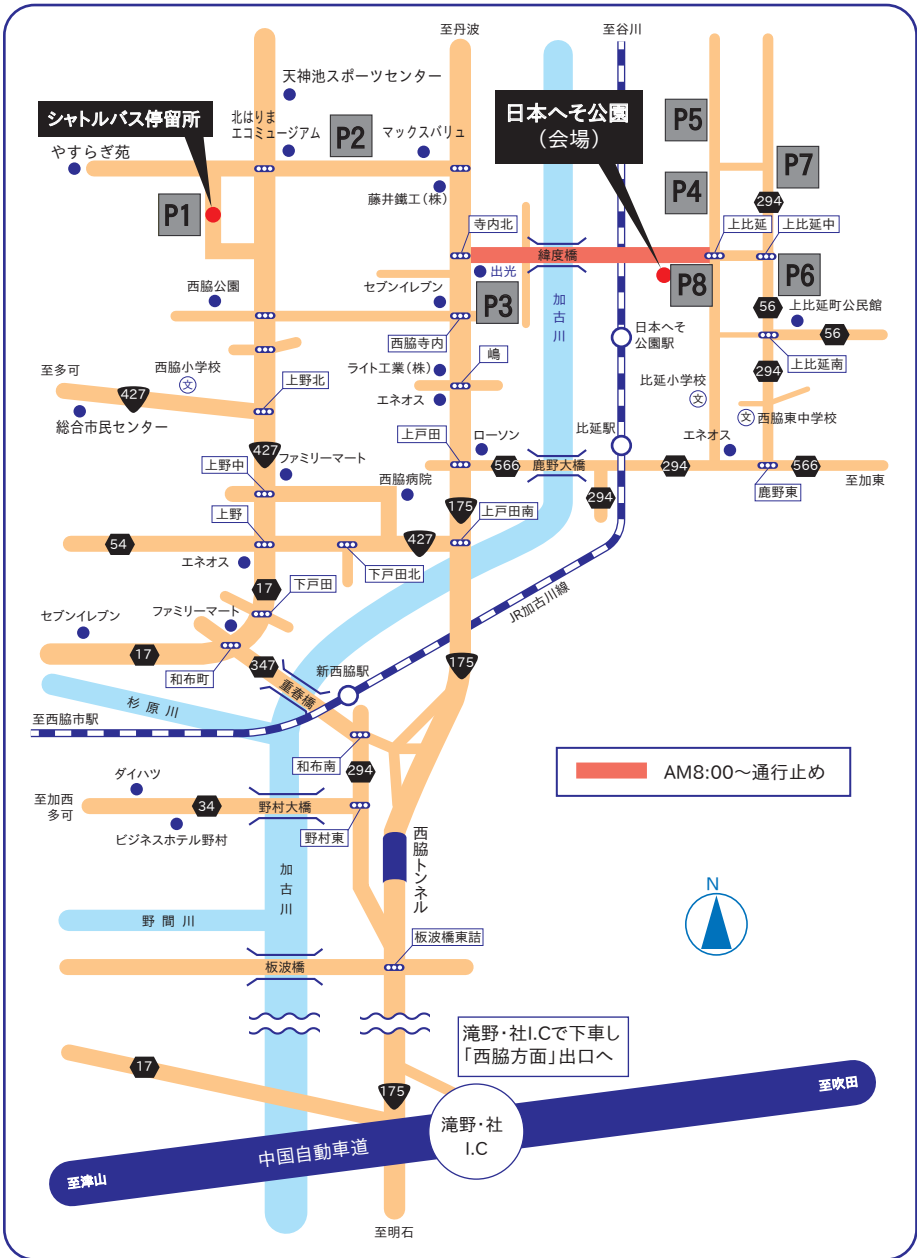 至丹波
至谷川
天神池スポーツセンター
シャトルバス停留所
北はりま
エコミュージアム
P2
マックスバリュ
日本へそ公園
(会場)
P5
やすらぎ苑
P7
P1
藤井鐵工(株)
P4
294
寺内北
上比延
上比延中
緯度橋
出光
P8
P6
西脇公園
セブンイレブン
P3
加古川
56
上比延町公民館
西脇寺内
日本へそ
公園駅
56
嶋
上比延南
至多可
西脇小学校
文
ライト工業(株)
294
427
上野北
エネオス
比延小学校
文
総合市民センター
文
西脇東中学校
上戸田
ローソン
比延駅
エネオス
427
上野中
ファミリーマート
566
鹿野大橋
294
566
西脇病院
至加東
鹿野東
上野
175
上戸田南
294
54
427
エネオス
下戸田北
17
下戸田
セブンイレブン
ファミリーマート
JR加古川線
17
347
175
和布町
新西脇駅
重春橋
杉原川
至西脇市駅
和布南
294
AM8:00〜通行止め
ダイハツ
至加西
多可
34
野村大橋
野村東
ビジネスホテル野村
西脇トンネル
加古川
N
野間川
板波橋東詰
板波橋
滝野・社I.Cで下車し
「西脇方面」出口へ
17
175
至吹田
滝野・社
I.C
中国自動車道
至津山
至明石